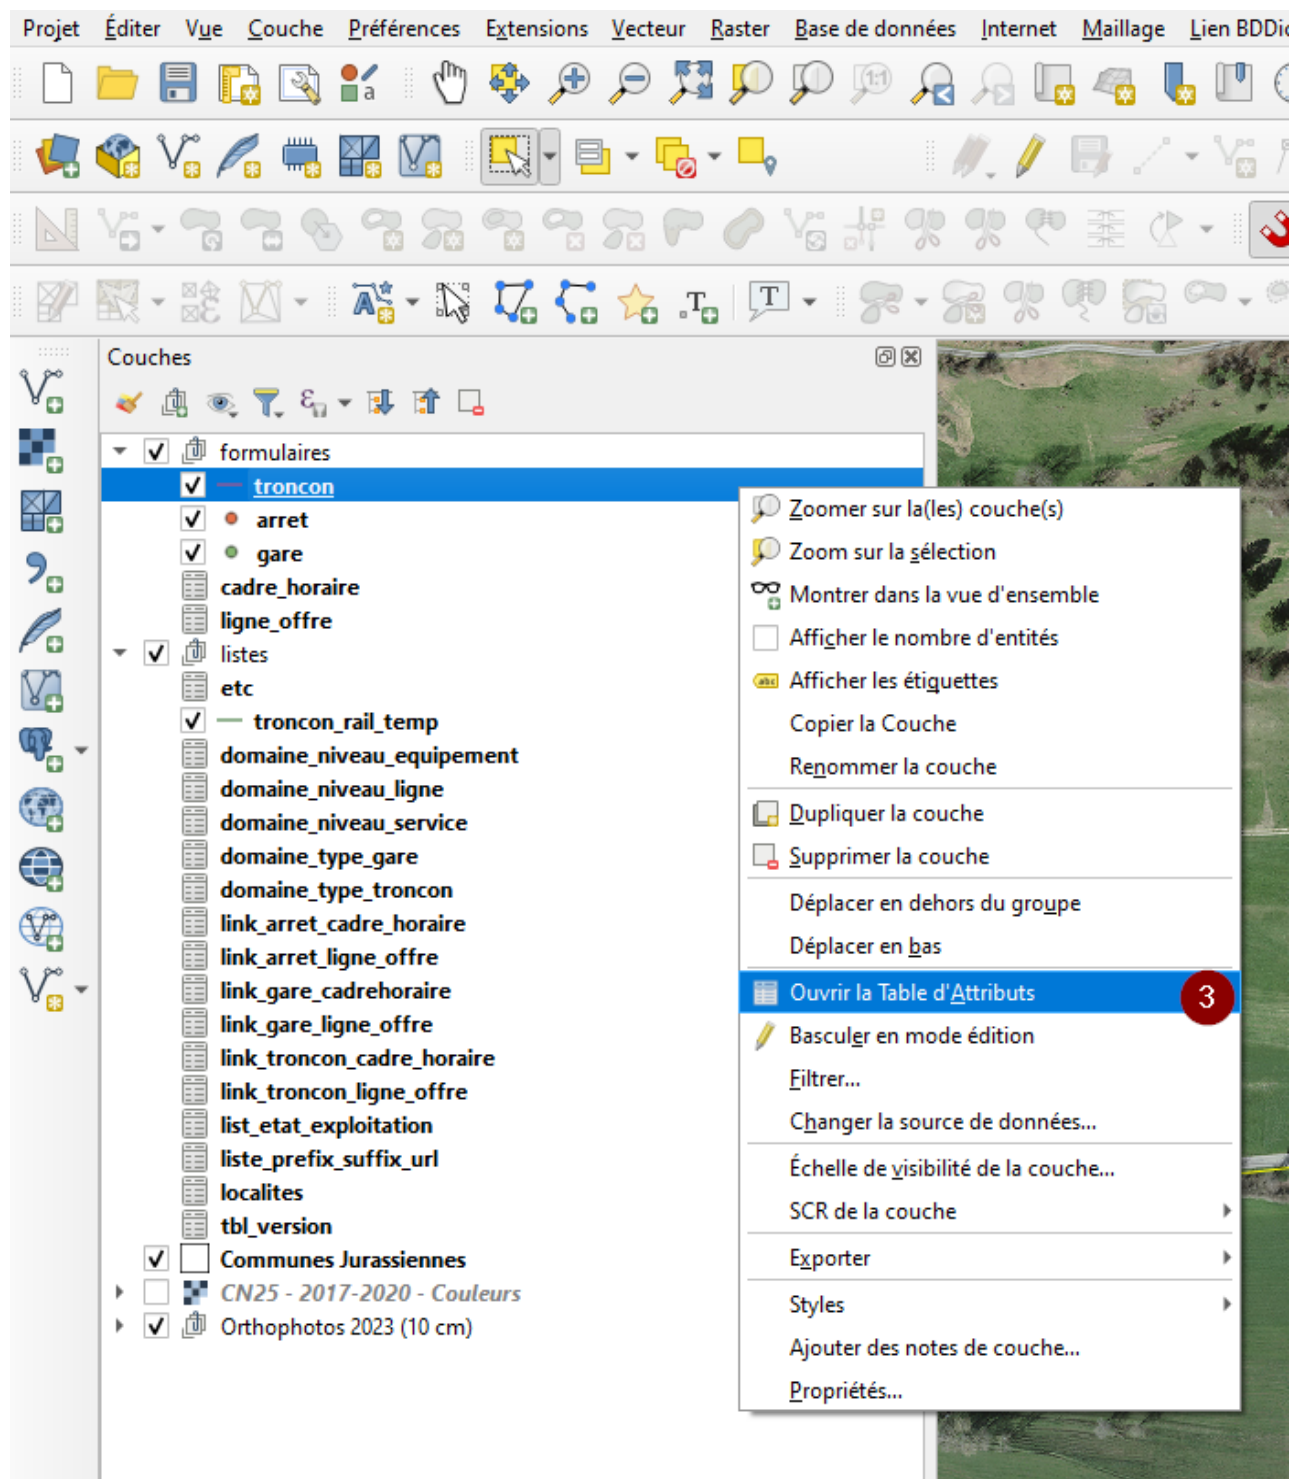 Projet Éditer Vue Couche Préférences Extensions Vecteur Raster Base de données Internet Maillage Lien BDDic
a
1:1
T
T
Couches
formulaires
troncon
arret
gare
cadre_horaire
ligne_offre
listes
etc
troncon_rail_temp
domaine_niveau_equipement
domaine_niveau_ligne
domaine_niveau_service
domaine_type_gare
domaine_type_troncon
link_arret_cadre_horaire
link_arret_ligne_offre
link_gare_cadrehoraire
link_gare_ligne_offre
link_troncon_cadre_horaire
link_troncon_ligne_offre
list_etat_exploitation
liste_prefix_suffix_url
localites
tbl_version
Communes Jurassiennes
CN25 - 2017-2020 - Couleurs
Orthophotos 2023 (10 cm)
Zoomer sur la(les) couche(s)
Zoom sur la sélection
Montrer dans la vue d'ensemble
Afficher le nombre d'entités
abc Afficher les étiquettes
Copier la Couche
Renommer la couche
Dupliquer la couche
Supprimer la couche
Déplacer en dehors du groupe
Déplacer en bas
Ouvrir la Table d'Attributs 3
Basculer en mode édition
Filtrer...
Changer la source de données...
Échelle de visibilité de la couche...
SCR de la couche
Exporter
Styles
Ajouter des notes de couche...
Propriétés...